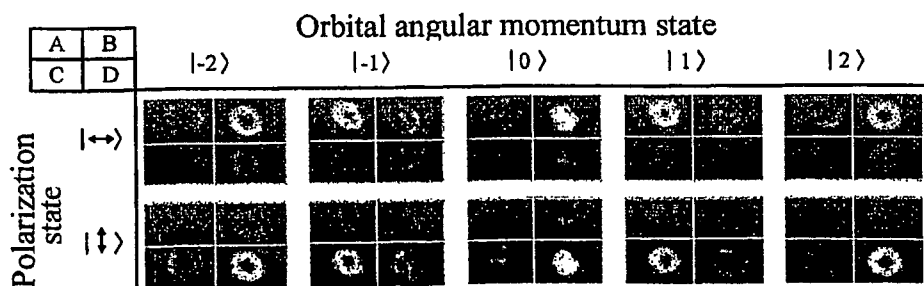 Orbital angular momentum state
A B
C D
|-2⟩ |-1⟩ |0⟩ |1⟩ |2⟩
Polarization
state
|↔⟩
|↕⟩